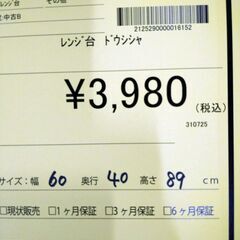 レンジ台 その他
中古B
2125290000016152
レンジ台 ドウシシャ
¥3,980
(税込)
310725
サイズ:幅 60 奥行 40 高さ 89 cm
□現状販売 □1ヶ月保証 □3ヶ月保証 □6ヶ月保証